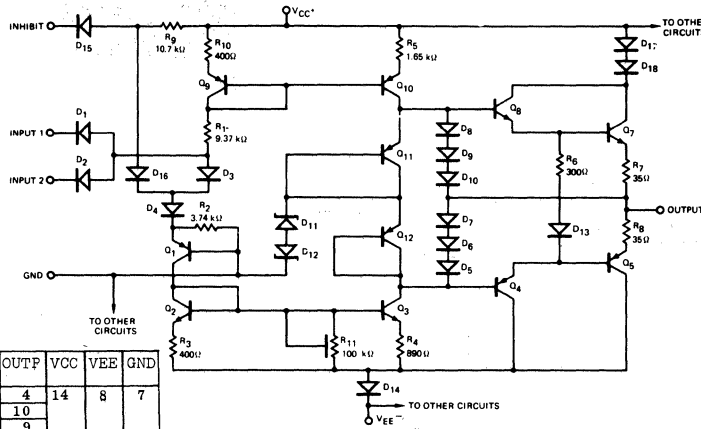 VCC+
TO OTHER
CIRCUITS
INHIBIT
D15
R9
10.7 kΩ
R10
400Ω
R5
1.65 kΩ
D17
D18
Q9
Q10
Q8
Q7
INPUT 1
D1
R1
9.37 kΩ
D8
D9
D10
Q11
R6
300Ω
R7
35Ω
INPUT 2
D2
D16
D3
D4
R2
3.74 kΩ
D11
D12
Q12
D7
D6
D5
OUTPUT
R8
35Ω
D13
Q1
GND
Q5
Q4
TO OTHER
CIRCUITS
Q2
Q3
R3
400Ω
R11
100 kΩ
R4
890Ω
D14
TO OTHER CIRCUITS
VEE-
OUTP VCC VEE GND
4 14 8 7
10
9